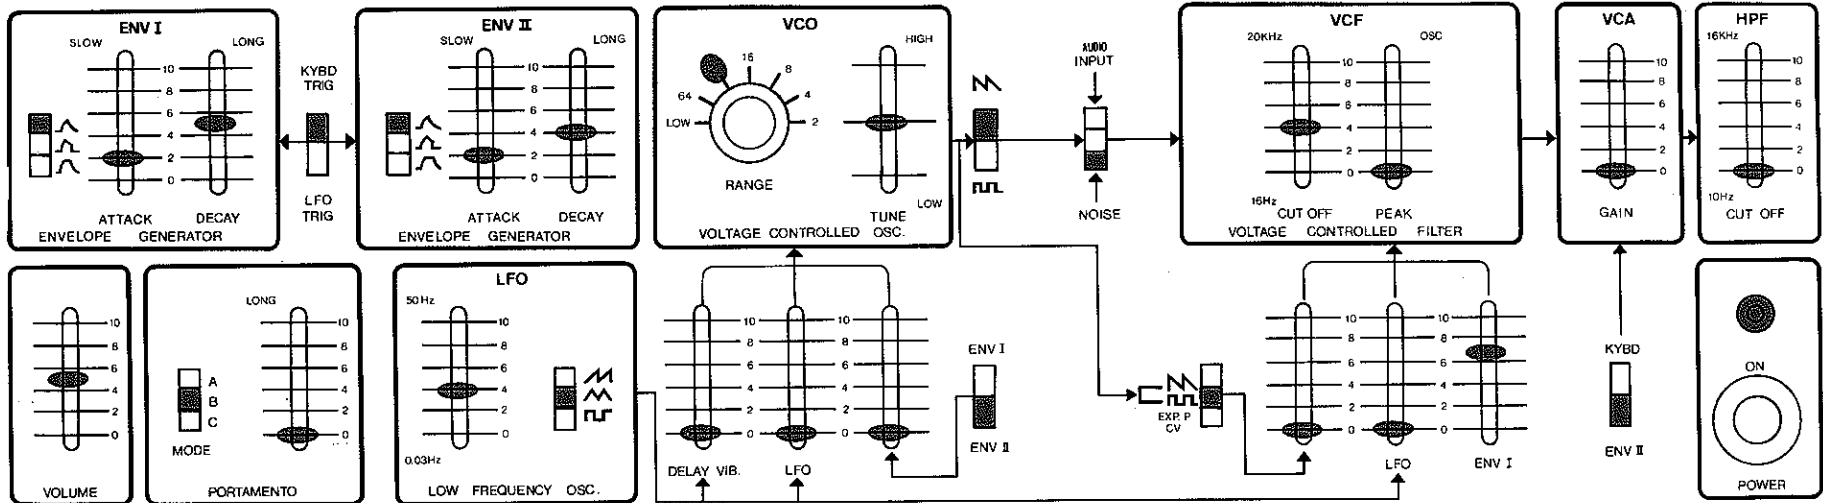 ENV I
SLOW
LONG
10
8
6
4
2
0
ATTACK DECAY
ENVELOPE GENERATOR
KYBD
TRIG
LFO
TRIG
ENV II
SLOW
LONG
10
8
6
4
2
0
ATTACK DECAY
ENVELOPE GENERATOR
VCO
HIGH
LOW
64
16
8
4
2
RANGE
LOW
TUNE
VOLTAGE CONTROLLED OSC.
AUDIO
INPUT
NOISE
VCF
20KHz
OSC
10
8
6
4
2
0
16Hz
CUT OFF PEAK
VOLTAGE CONTROLLED FILTER
VCA
10
8
6
4
2
0
GAIN
HPF
16KHz
10
8
6
4
2
0
10Hz
CUT OFF
10
8
6
4
2
0
VOLUME
LONG
10
8
6
4
2
0
A
B
C
MODE
PORTAMENTO
LFO
50Hz
10
8
6
4
2
0
0.03Hz
LOW FREQUENCY OSC.
10 10
8 8
6 6
4 4
2 2
0 0
DELAY VIB.
LFO
ENV I
ENV II
EXP. P
CV
10 10
8 8
6 6
4 4
2 2
0 0
LFO
ENV I
KYBD
ENV II
ON
POWER